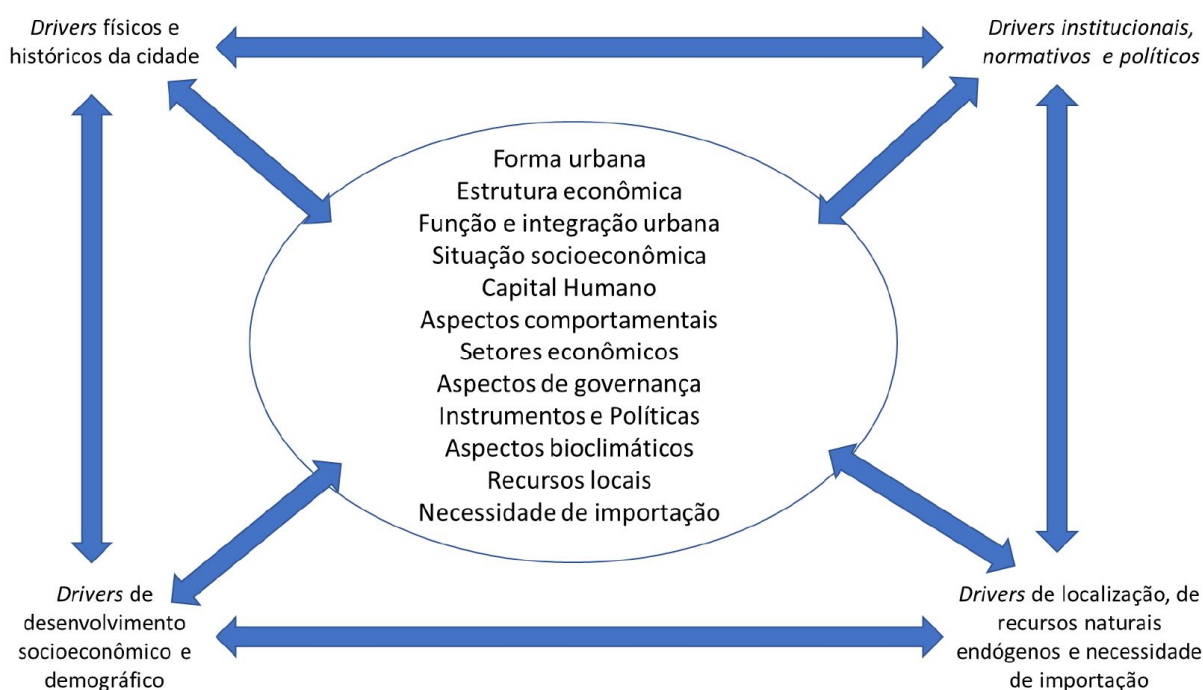 Drivers físicos e
históricos da cidade
Drivers institucionais,
normativos e políticos
Forma urbana
Estrutura econômica
Função e integração urbana
Situação socioeconômica
Capital Humano
Aspectos comportamentais
Setores econômicos
Aspectos de governança
Instrumentos e Políticas
Aspectos bioclimáticos
Recursos locais
Necessidade de importação
Drivers de
desenvolvimento
socioeconômico e
demográfico
Drivers de localização, de
recursos naturais
endógenos e necessidade
de importação